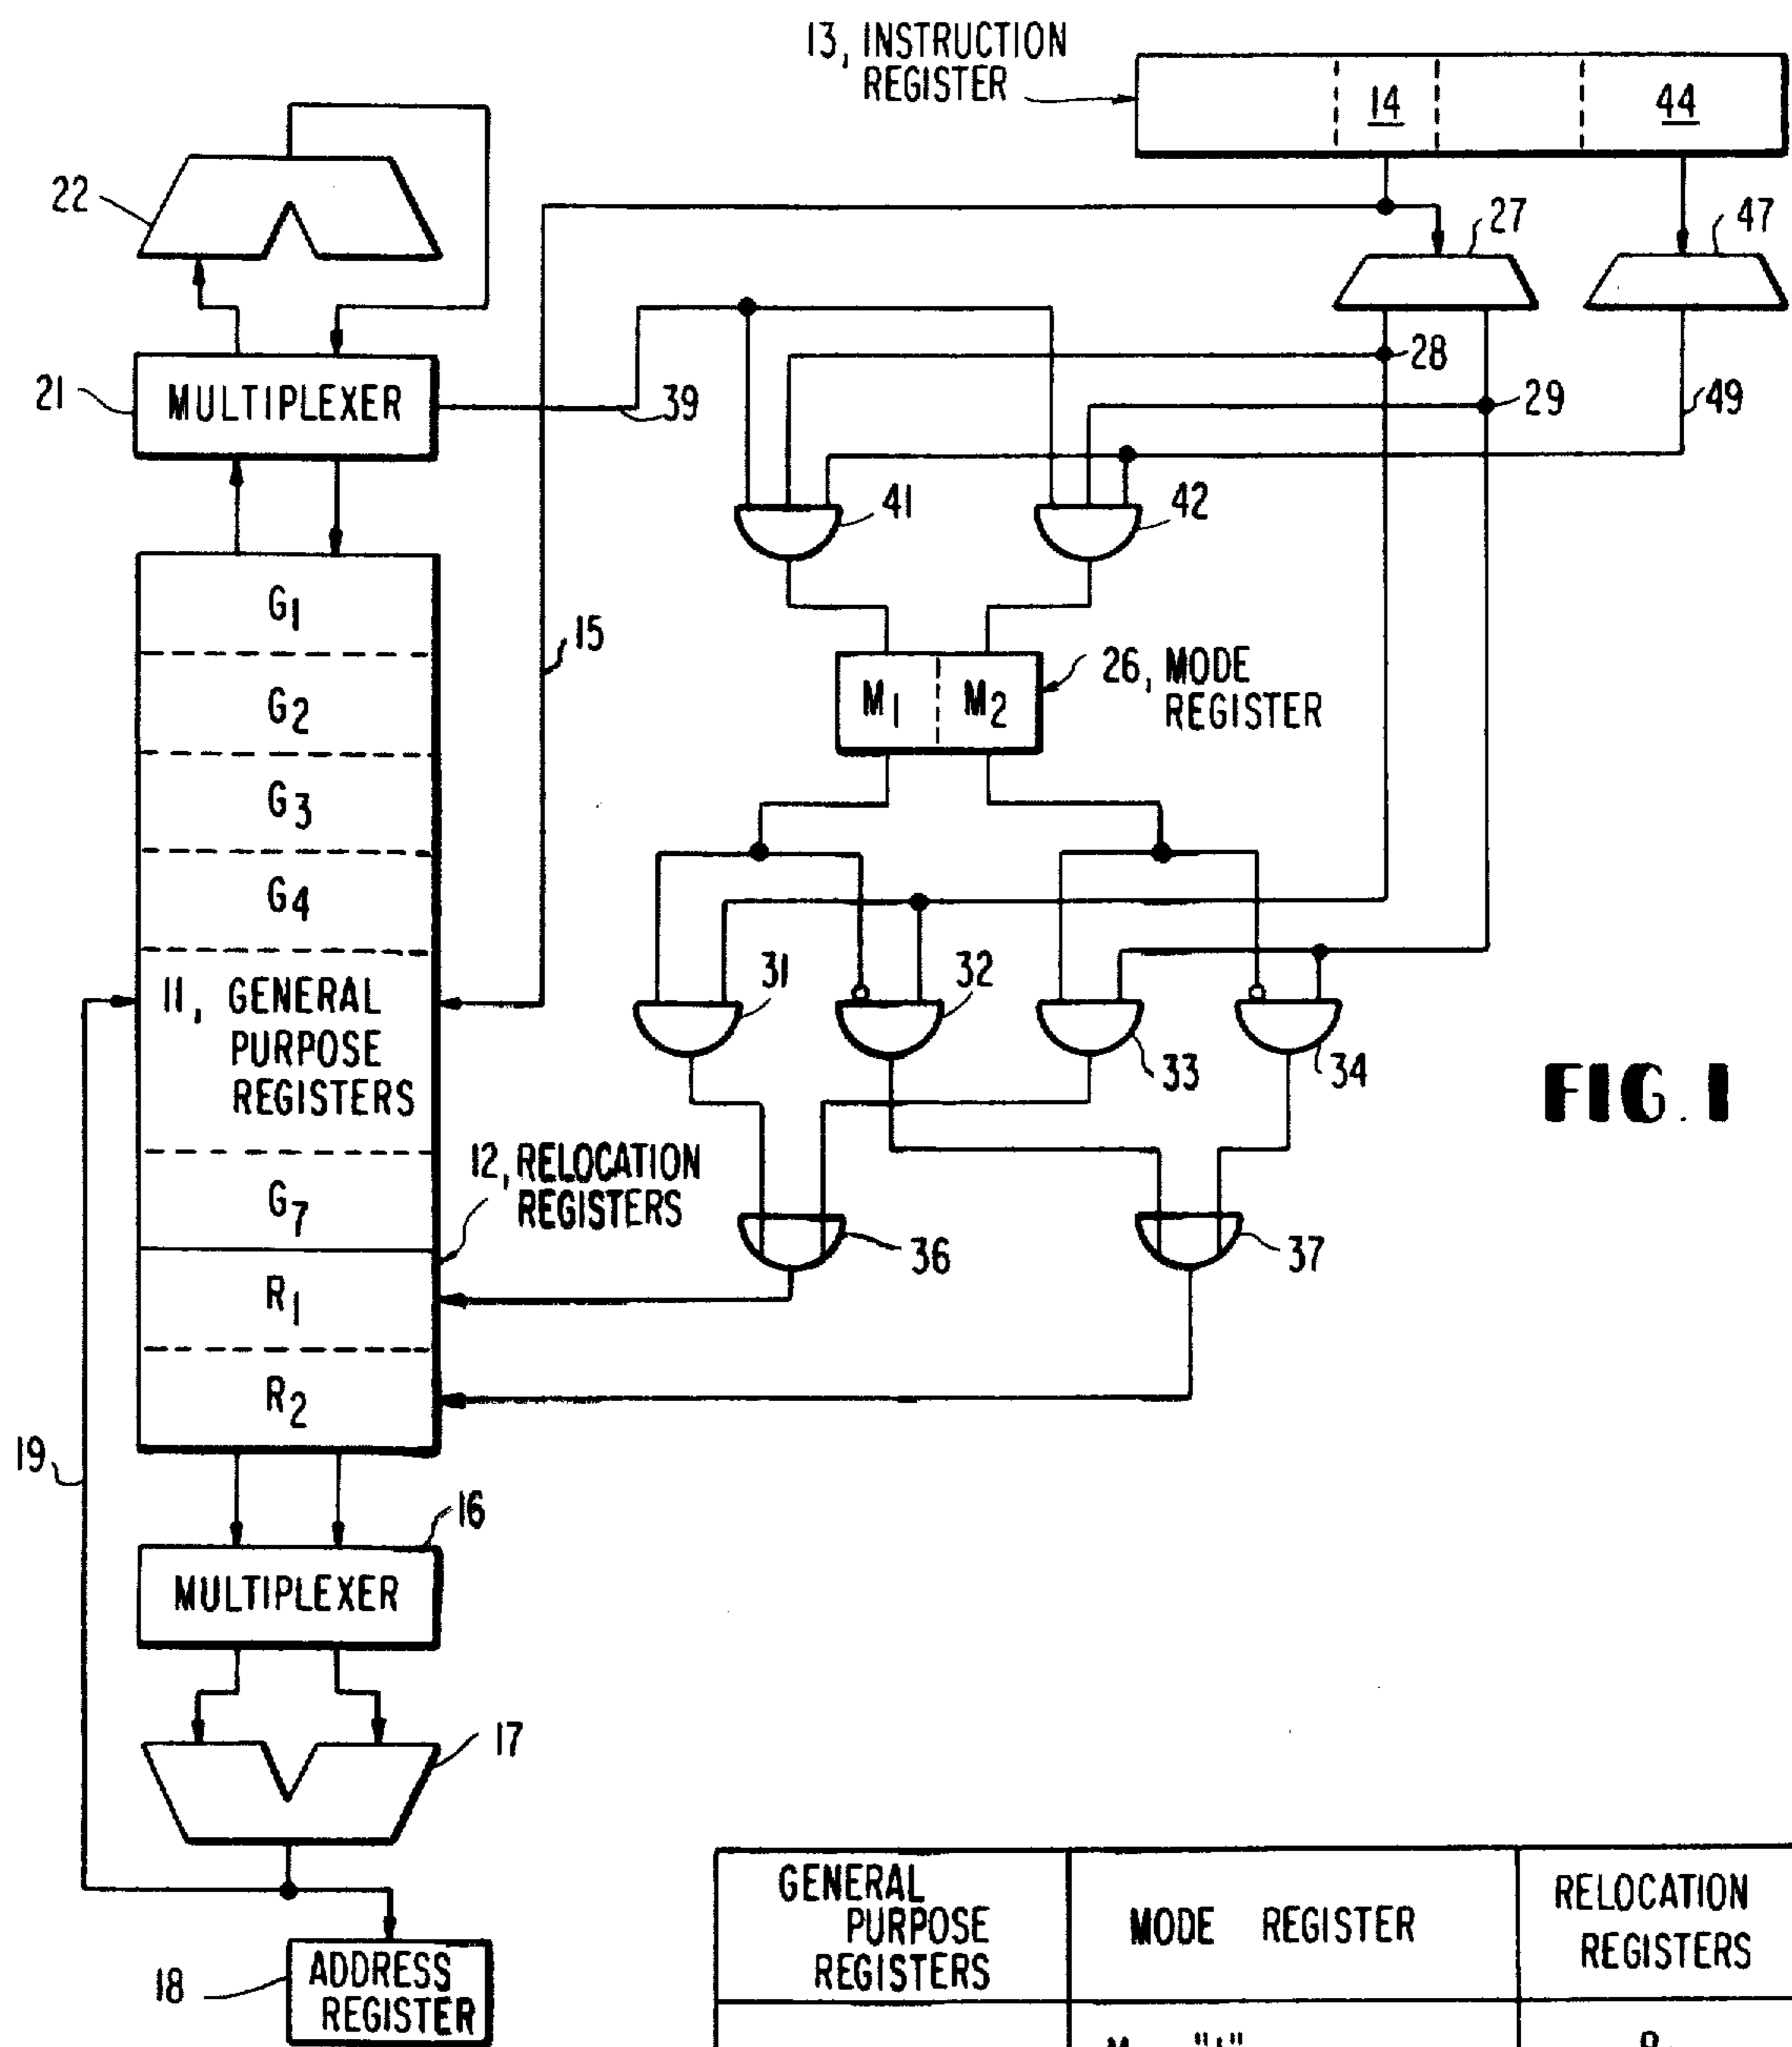 13, INSTRUCTION
REGISTER
14
44
22
27
47
21
MULTIPLEXER
39
28
29
49
41
42
G1
G2
G3
G4
15
M1
M2
26, MODE
REGISTER
11, GENERAL
PURPOSE
REGISTERS
31
32
33
34
FIG. 1
G7
12, RELOCATION
REGISTERS
36
37
R1
R2
19
16
MULTIPLEXER
17
18
ADDRESS
REGISTER
GENERAL
PURPOSE
REGISTERS
MODE REGISTER
RELOCATION
REGISTERS